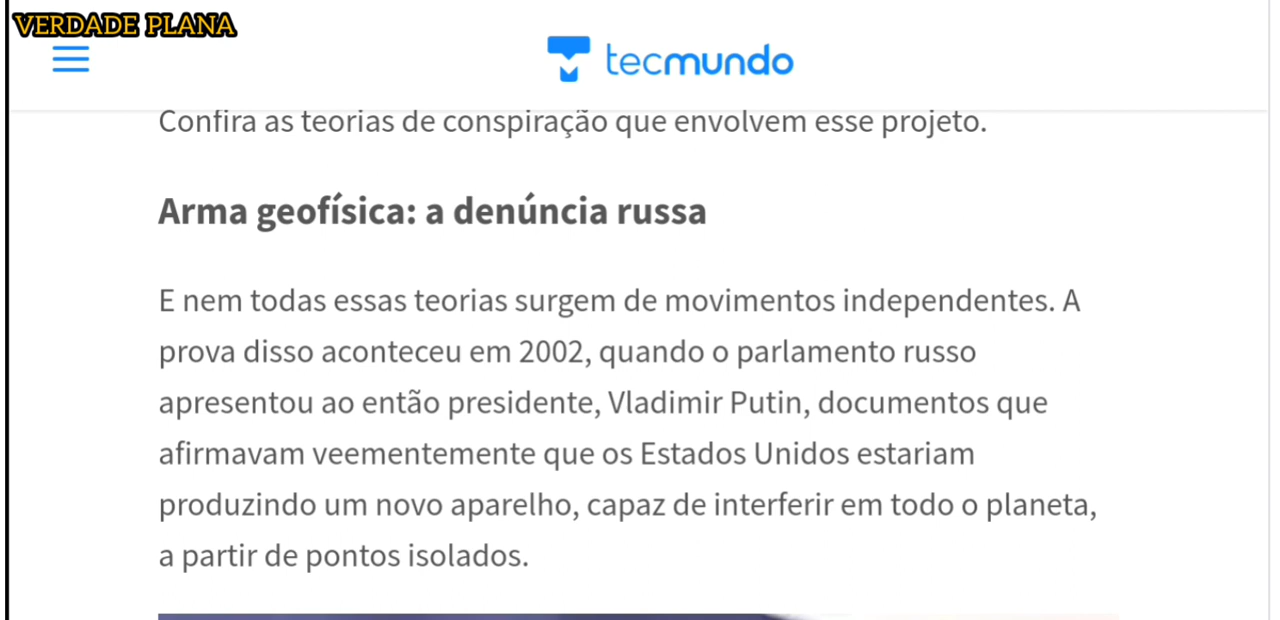 VERDADE PLANA
tecmundo
Confira as teorias de conspiração que envolvem esse projeto.
Arma geofísica: a denúncia russa
E nem todas essas teorias surgem de movimentos independentes. A
prova disso aconteceu em 2002, quando o parlamento russo
apresentou ao então presidente, Vladimir Putin, documentos que
afirmavam veementemente que os Estados Unidos estariam
produzindo um novo aparelho, capaz de interferir em todo o planeta,
a partir de pontos isolados.